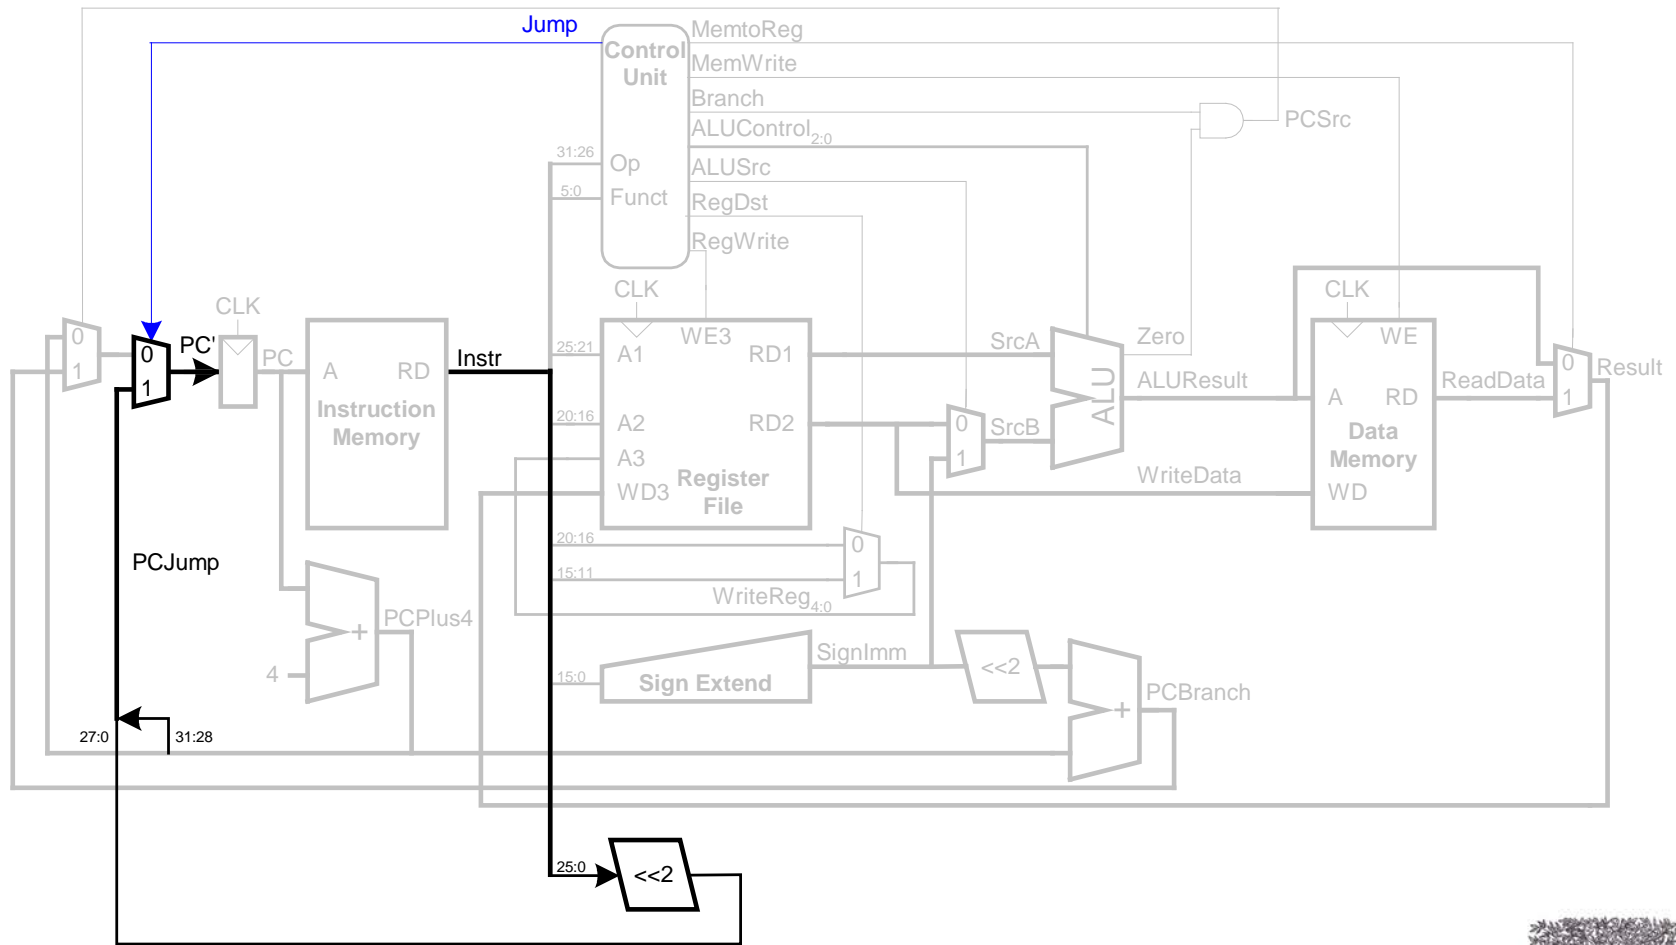 Jump
MemtoReg
Control
Unit
MemWrite
Branch
PCSrc
ALUControl2:0
31:26
Op
ALUSrc
5:0
Funct
RegDst
RegWrite
CLK
CLK
CLK
0
1
0
1
PC'
PC
A
RD
Instruction
Memory
Instr
25:21
A1
WE3
RD1
SrcA
Zero
ALU
ALUResult
WE
A
RD
ReadData
0
1
Result
20:16
A2
RD2
0
1
SrcB
Data
Memory
A3
Register
File
WriteData
WD3
WD
20:16
0
15:11
1
WriteReg4:0
PCJump
PCPlus4
+
4
SignImm
<<2
15:0
Sign Extend
PCBranch
+
27:0
31:28
25:0
<<2